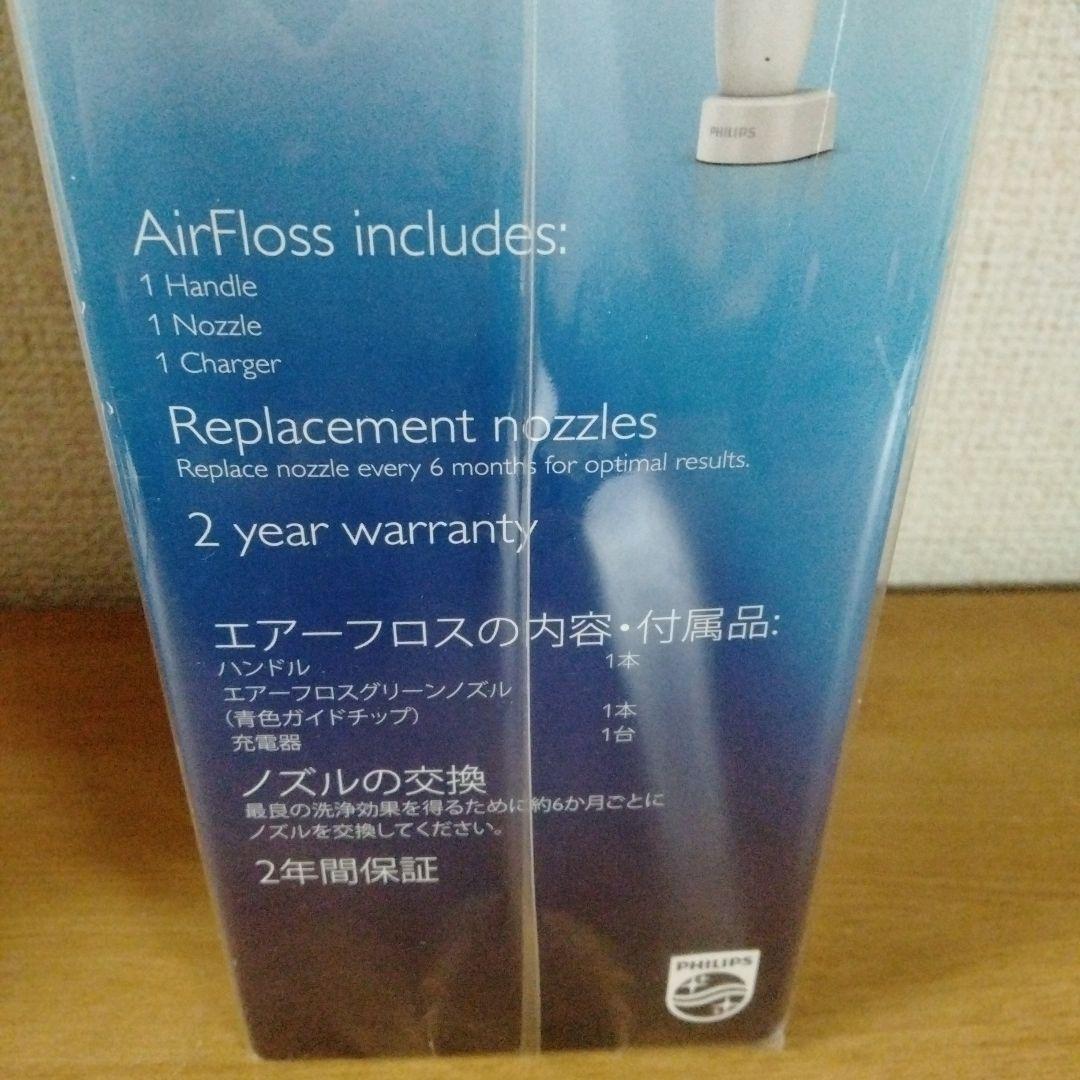 PHILIPS
AirFloss includes:
1 Handle
1 Nozzle
1 Charger
Replacement nozzles
Replace nozzle every 6 months for optimal results.
2 year warranty
エアーフロスの内容・付属品:
ハンドル 1本
エアーフロスグリーンノズル
(青色ガイドチップ) 1本
充電器 1台
ノズルの交換
最良の洗浄効果を得るために約6か月ごとに
ノズルを交換してください。
2年間保証
PHILIPS